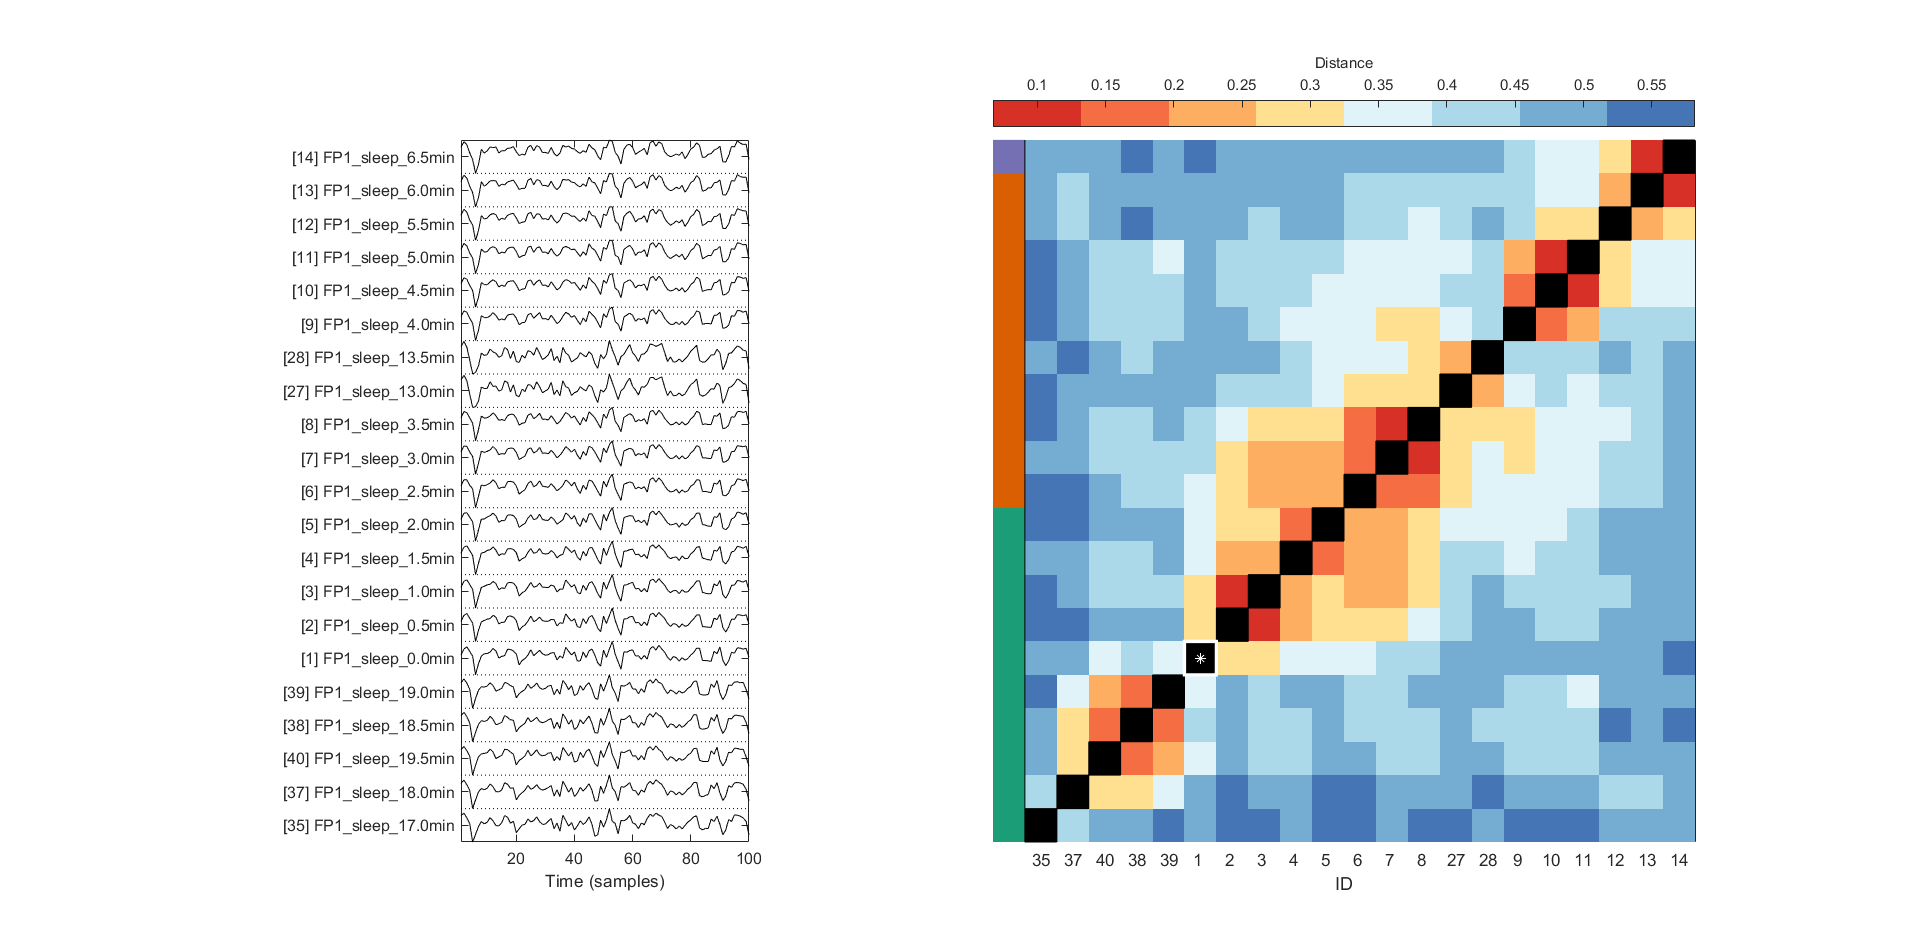 Distance
0.1 0.15 0.2 0.25 0.3 0.35 0.4 0.45 0.5 0.55
[14] FP1_sleep_6.5min
[13] FP1_sleep_6.0min
[12] FP1_sleep_5.5min
[11] FP1_sleep_5.0min
[10] FP1_sleep_4.5min
[9] FP1_sleep_4.0min
[28] FP1_sleep_13.5min
[27] FP1_sleep_13.0min
[8] FP1_sleep_3.5min
[7] FP1_sleep_3.0min
[6] FP1_sleep_2.5min
[5] FP1_sleep_2.0min
[4] FP1_sleep_1.5min
[3] FP1_sleep_1.0min
[2] FP1_sleep_0.5min
[1] FP1_sleep_0.0min
[39] FP1_sleep_19.0min
[38] FP1_sleep_18.5min
[40] FP1_sleep_19.5min
[37] FP1_sleep_18.0min
[35] FP1_sleep_17.0min
20 40 60 80 100
Time (samples)
35 37 40 38 39 1 2 3 4 5 6 7 8 27 28 9 10 11 12 13 14
ID